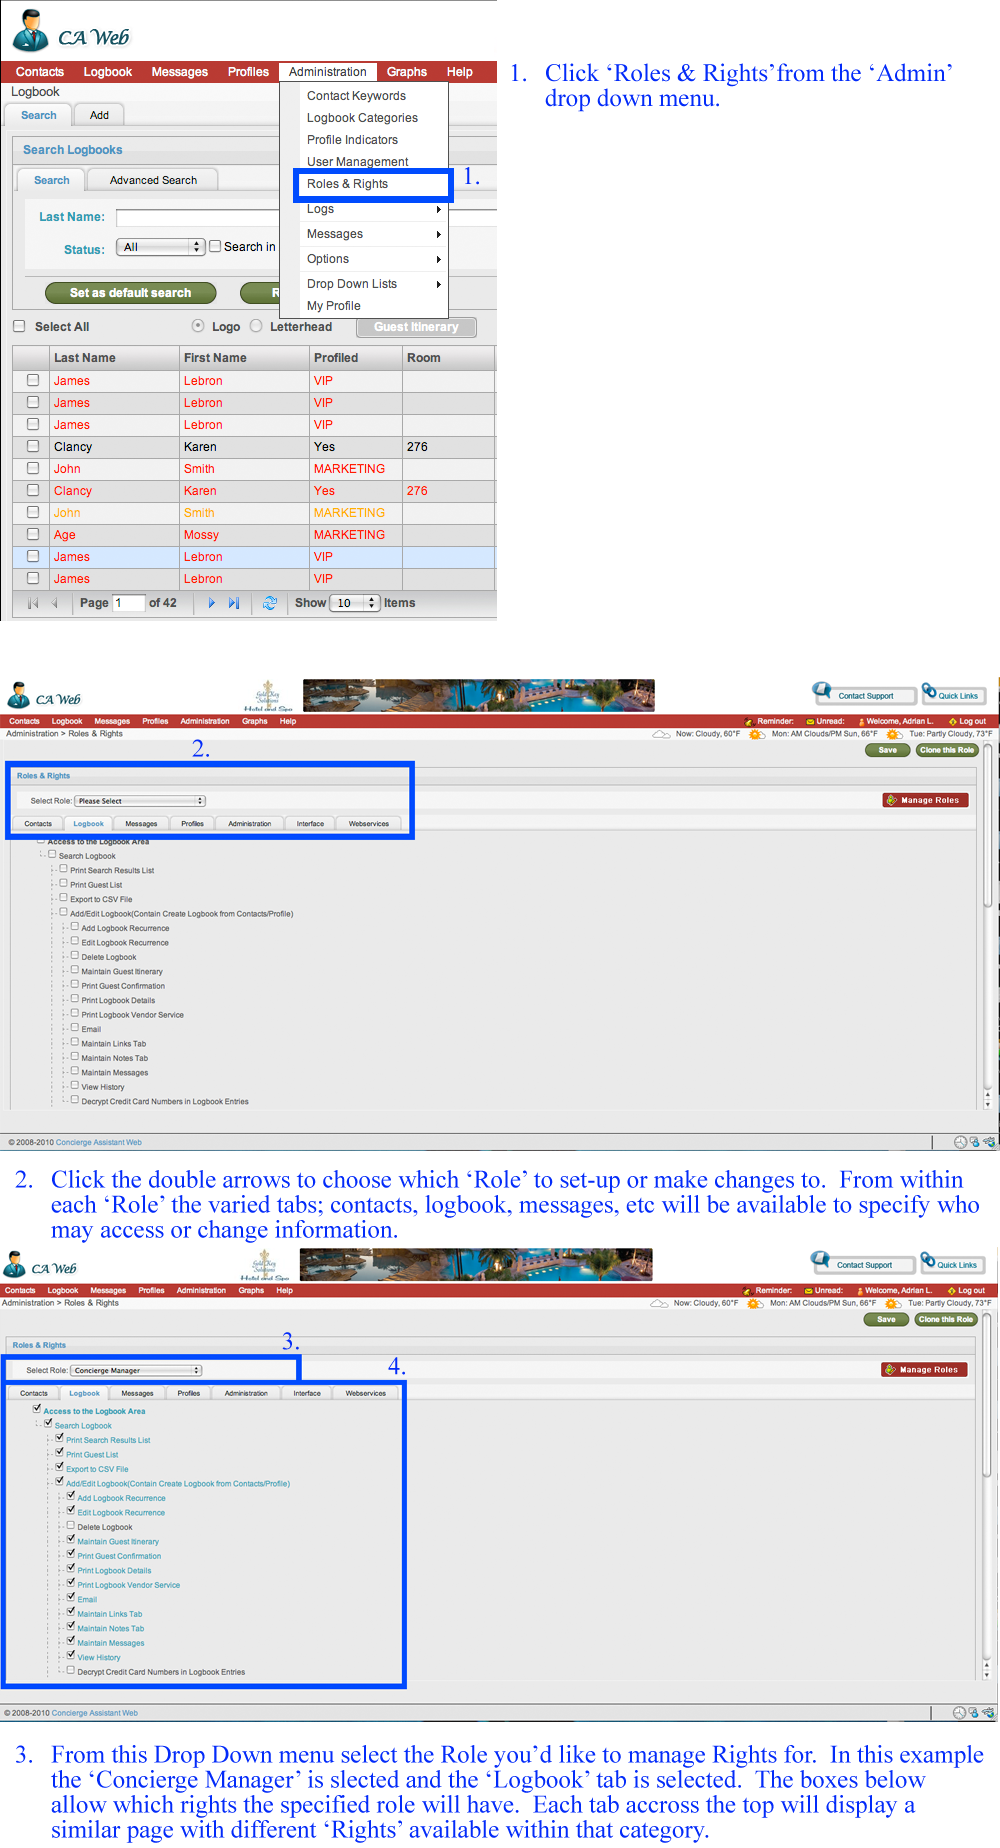 CA Web
Contacts Logbook Messages Profiles Administration Graphs Help
Logbook
Search Add
Search Logbooks
Search Advanced Search
Last Name:
Status: All Search in
Set as default search R
Contact Keywords
Logbook Categories
Profile Indicators
User Management
Roles & Rights 1.
Logs
Messages
Options
Drop Down Lists
My Profile
Select All Logo Letterhead Guest Itinerary
Last Name First Name Profiled Room
James Lebron VIP
James Lebron VIP
James Lebron VIP
Clancy Karen Yes 276
John Smith MARKETING
Clancy Karen Yes 276
John Smith MARKETING
Age Mossy MARKETING
James Lebron VIP
James Lebron VIP
Page 1 of 42 Show 10 Items
1. Click ‘Roles & Rights’from the ‘Admin’
drop down menu.
CA Web Gold Key Solutions Hotel and Spa Contact Support Quick Links
Contacts Logbook Messages Profiles Administration Graphs Help Reminder: Unread: Welcome, Adrian L. Log out
Administration > Roles & Rights Now: Cloudy, 60°F Mon: AM Clouds/PM Sun, 66°F Tue: Partly Cloudy, 73°F
2. Save Clone this Role
Roles & Rights
Select Role: Please Select Manage Roles
Contacts Logbook Messages Profiles Administration Interface Webservices
Access to the Logbook Area
Search Logbook
Print Search Results List
Print Guest List
Export to CSV File
Add/Edit Logbook(Contain Create Logbook from Contacts/Profile)
Add Logbook Recurrence
Edit Logbook Recurrence
Delete Logbook
Maintain Guest Itinerary
Print Guest Confirmation
Print Logbook Details
Print Logbook Vendor Service
Email
Maintain Links Tab
Maintain Notes Tab
Maintain Messages
View History
Decrypt Credit Card Numbers in Logbook Entries
© 2008-2010 Concierge Assistant Web
2. Click the double arrows to choose which ‘Role’ to set-up or make changes to. From within
each ‘Role’ the varied tabs; contacts, logbook, messages, etc will be available to specify who
may access or change information.
CA Web Gold Key Solutions Hotel and Spa Contact Support Quick Links
Contacts Logbook Messages Profiles Administration Graphs Help Reminder: Unread: Welcome, Adrian L. Log out
Administration > Roles & Rights Now: Cloudy, 60°F Mon: AM Clouds/PM Sun, 66°F Tue: Partly Cloudy, 73°F
Save Clone this Role
Roles & Rights 3.
Select Role: Concierge Manager 4. Manage Roles
Contacts Logbook Messages Profiles Administration Interface Webservices
Access to the Logbook Area
Search Logbook
Print Search Results List
Print Guest List
Export to CSV File
Add/Edit Logbook(Contain Create Logbook from Contacts/Profile)
Add Logbook Recurrence
Edit Logbook Recurrence
Delete Logbook
Maintain Guest Itinerary
Print Guest Confirmation
Print Logbook Details
Print Logbook Vendor Service
Email
Maintain Links Tab
Maintain Notes Tab
Maintain Messages
View History
Decrypt Credit Card Numbers in Logbook Entries
© 2008-2010 Concierge Assistant Web
3. From this Drop Down menu select the Role you’d like to manage Rights for. In this example
the ‘Concierge Manager’ is slected and the ‘Logbook’ tab is selected. The boxes below
allow which rights the specified role will have. Each tab accross the top will display a
similar page with different ‘Rights’ available within that category.